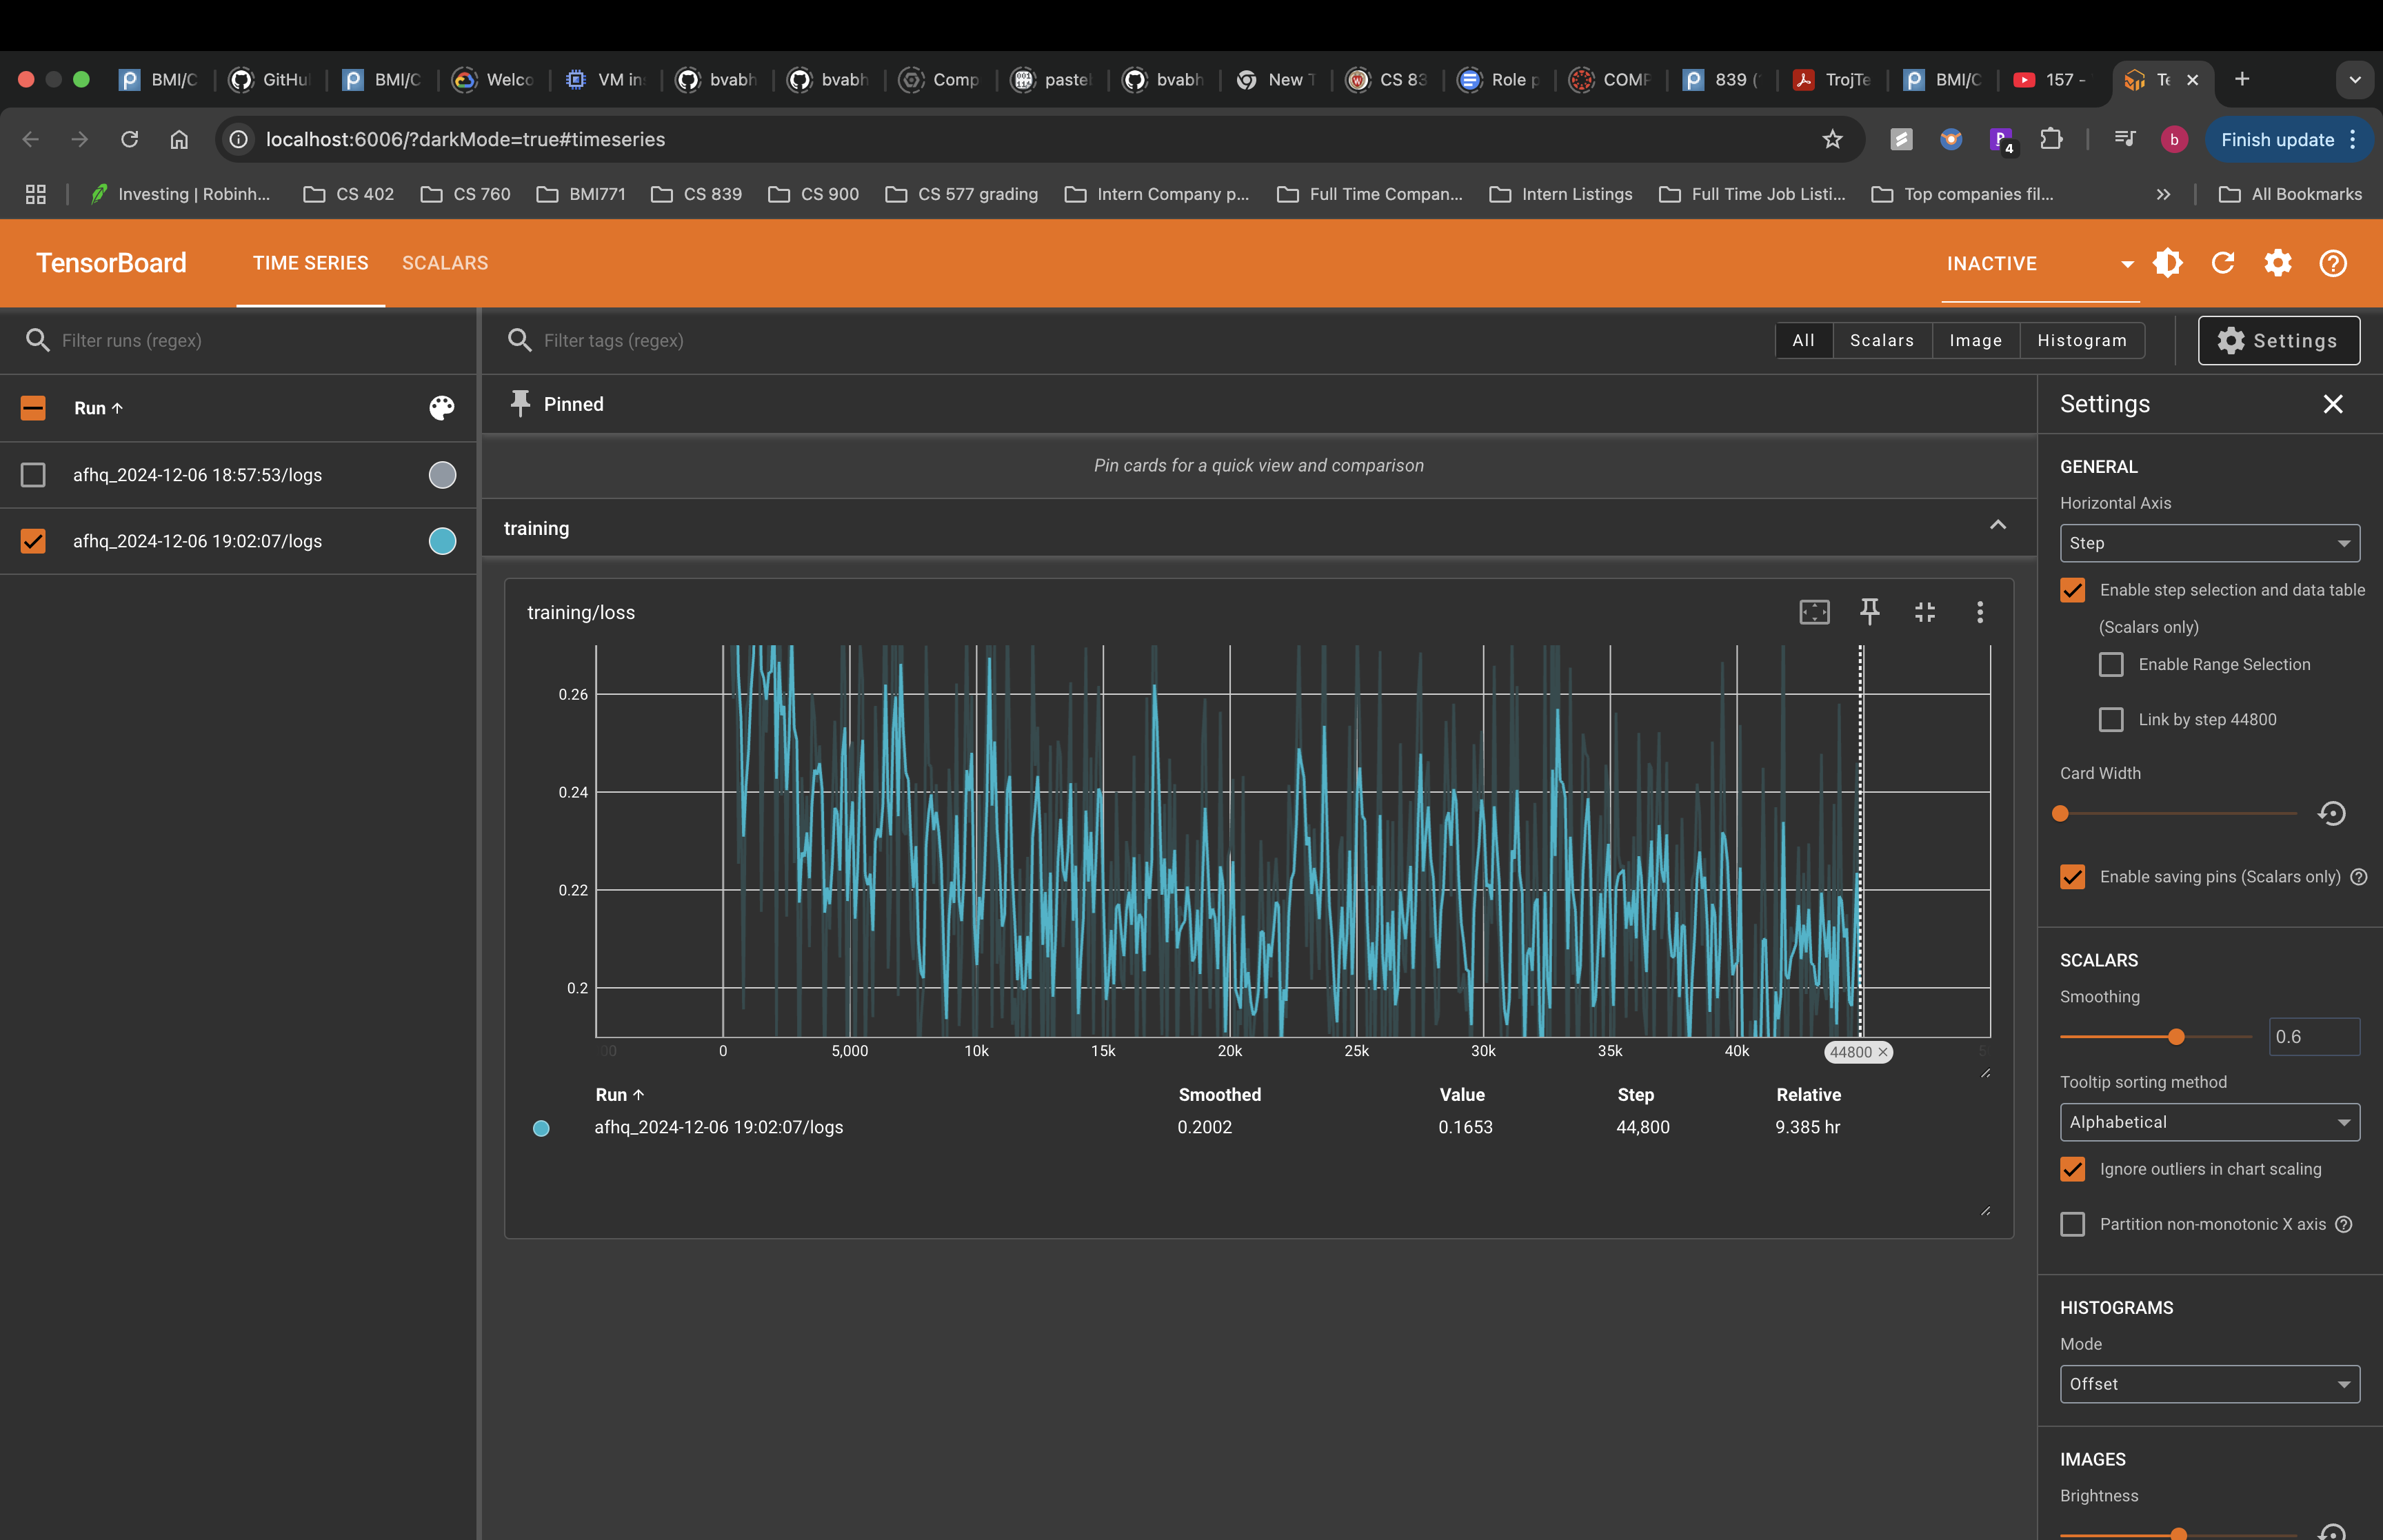 BMI/C GitHu BMI/C Welco VM in bvabh bvabh Comp paste bvabh New T CS 83 Role p COMP 839 ( TrojTe BMI/C 157 - Te
localhost:6006/?darkMode=true#timeseries 4 b Finish update
Investing | Robinh... CS 402 CS 760 BMI771 CS 839 CS 900 CS 577 grading Intern Company p... Full Time Compan... Intern Listings Full Time Job Listi... Top companies fil... All Bookmarks
TensorBoard TIME SERIES SCALARS INACTIVE
Filter runs (regex) Filter tags (regex) All Scalars Image Histogram Settings
Run
afhq_2024-12-06 18:57:53/logs
afhq_2024-12-06 19:02:07/logs
Pinned
Pin cards for a quick view and comparison
training
training/loss
0.26
0.24
0.22
0.2
0 5,000 10k 15k 20k 25k 30k 35k 40k 44800
Run Smoothed Value Step Relative
afhq_2024-12-06 19:02:07/logs 0.2002 0.1653 44,800 9.385 hr
Settings
GENERAL
Horizontal Axis
Step
Enable step selection and data table
(Scalars only)
Enable Range Selection
Link by step 44800
Card Width
Enable saving pins (Scalars only)
SCALARS
Smoothing
0.6
Tooltip sorting method
Alphabetical
Ignore outliers in chart scaling
Partition non-monotonic X axis
HISTOGRAMS
Mode
Offset
IMAGES
Brightness